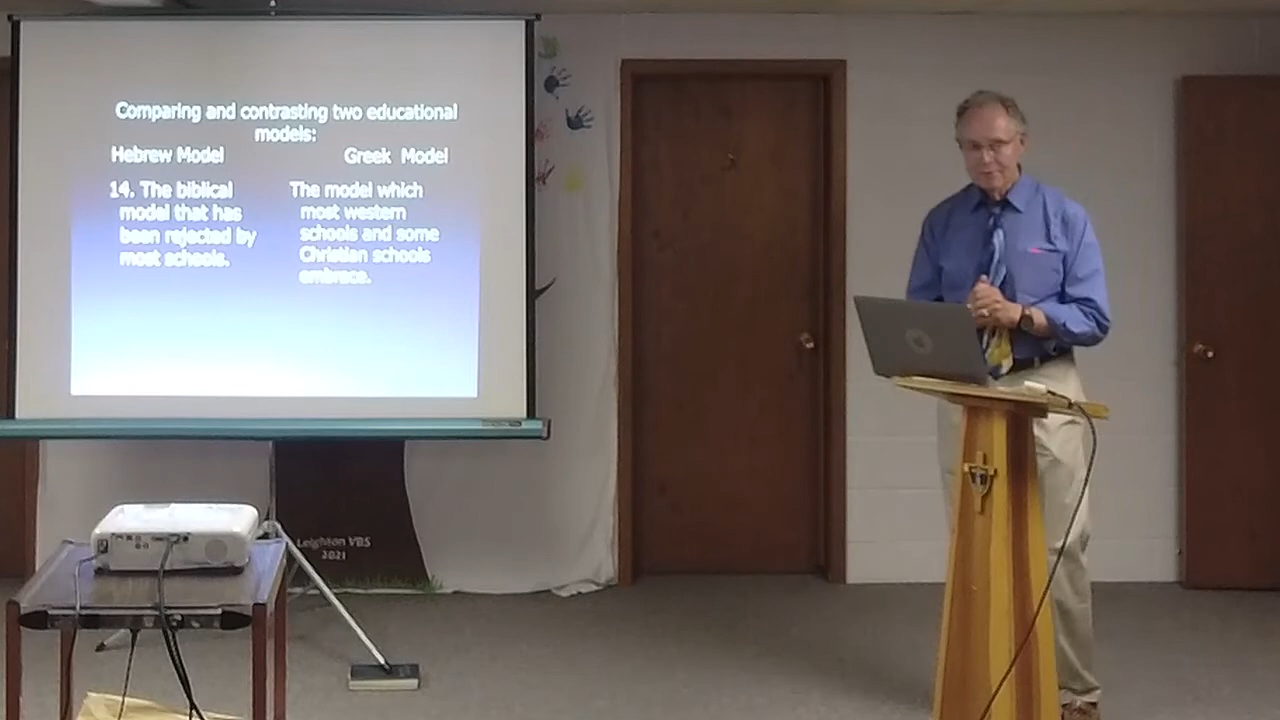 Comparing and contrasting two educational
models:
Hebrew Model
Greek Model
14. The biblical
model that has
been rejected by
most schools.
The model which
most western
schools and some
Christian schools
embrace.
Leighton VBS
2021